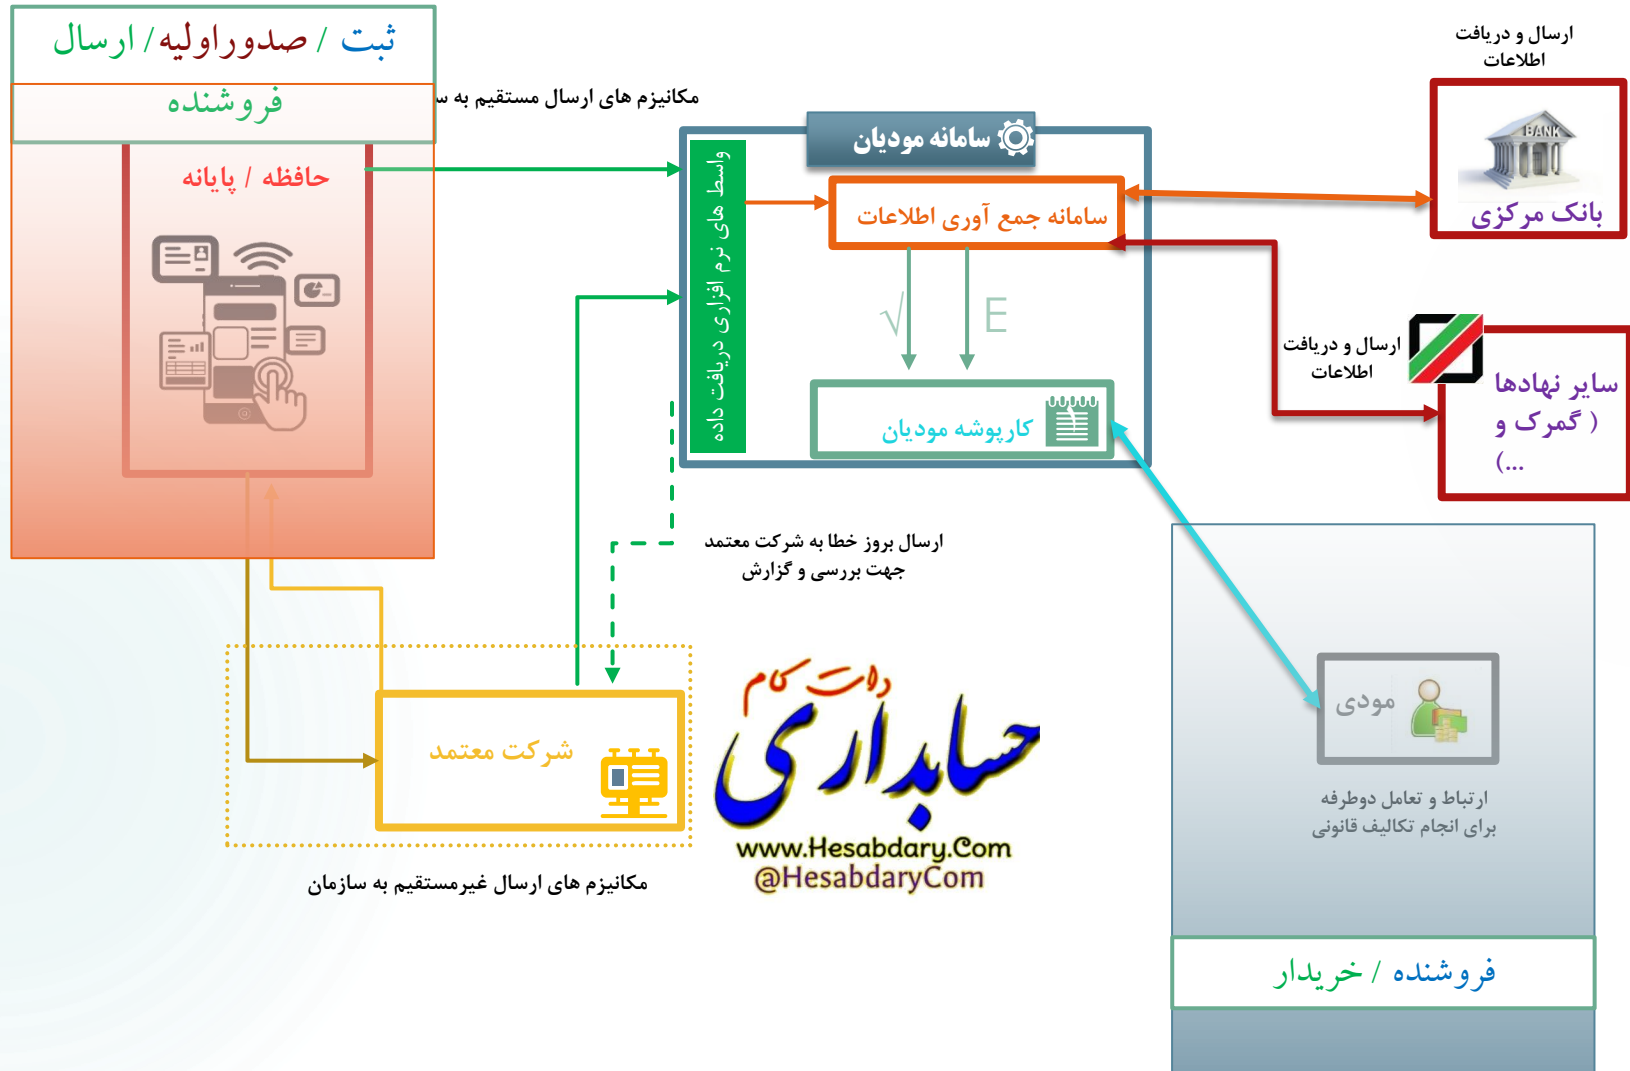 ثبت / صدوراولیه/ ارسال
فروشنده
حافظه / پایانه
مکانیزم های ارسال مستقیم به
سامانه مودیان
واسط های نرم افزاری دریافت داده
سامانه جمع آوری اطلاعات
√ E
کارپوشه مودیان
ارسال و دریافت
اطلاعات
BANK
بانک مرکزی
ارسال و دریافت
اطلاعات
سایر نهادها
( گمرک و
...)
ارسال بروز خطا به شرکت معتمد
جهت بررسی و گزارش
شرکت معتمد
مکانیزم های ارسال غیرمستقیم به سازمان
حسابداری دات کام
www.Hesabdary.Com
@HesabdaryCom
مودی
ارتباط و تعامل دوطرفه
برای انجام تکالیف قانونی
فروشنده / خریدار